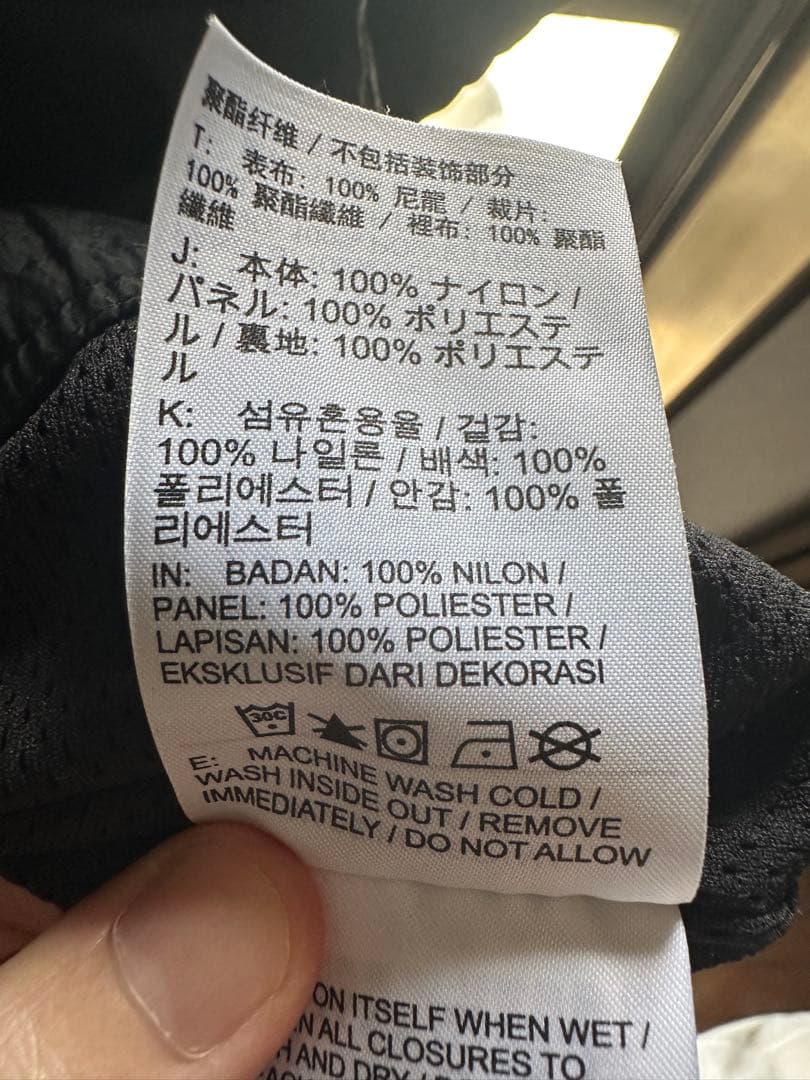 聚酯纤维 / 不包括装饰部分
T: 表布: 100% 尼龍 / 裁片:
100% 聚酯纖維 / 裡布: 100% 聚酯
纖維
J: 本体: 100% ナイロン /
パネル: 100% ポリエステ
ル / 裏地: 100% ポリエステ
ル
K: 섬유혼용율 / 겉감:
100% 나일론 / 배색: 100%
폴리에스터 / 안감: 100% 폴
리에스터
IN: BADAN: 100% NILON /
PANEL: 100% POLIESTER /
LAPISAN: 100% POLIESTER /
EKSKLUSIF DARI DEKORASI
30C
E: MACHINE WASH COLD /
WASH INSIDE OUT / REMOVE
IMMEDIATELY / DO NOT ALLOW
ON ITSELF WHEN WET /
ALL CLOSURES TO
AND DRY /